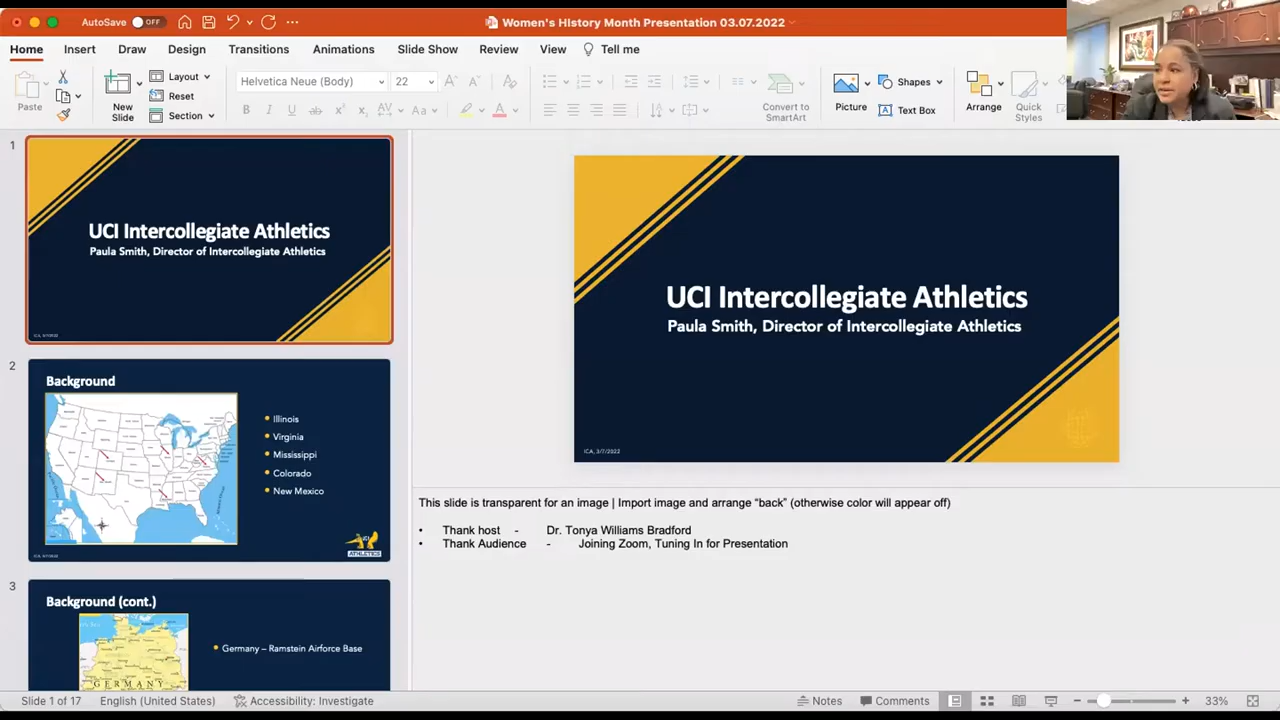 AutoSave OFF
Women's HIstory Month Presentation 03.07.2022
Home Insert Draw Design Transitions Animations Slide Show Review View Tell me
Paste
New Slide
Layout
Reset
Section
Helvetica Neue (Body) 22
Convert to SmartArt
Picture
Shapes
Text Box
Arrange
Quick Styles
1
UCI Intercollegiate Athletics
Paula Smith, Director of Intercollegiate Athletics
2
Background
• Illinois
• Virginia
• Mississippi
• Colorado
• New Mexico
UCI
ATHLETICS
3
Background (cont.)
GERMANY
• Germany – Ramstein Airforce Base
UCI Intercollegiate Athletics
Paula Smith, Director of Intercollegiate Athletics
ICA, 3/7/2022
This slide is transparent for an image | Import image and arrange “back” (otherwise color will appear off)
• Thank host - Dr. Tonya Williams Bradford
• Thank Audience - Joining Zoom, Tuning In for Presentation
Slide 1 of 17 English (United States) Accessibility: Investigate Notes Comments 33%